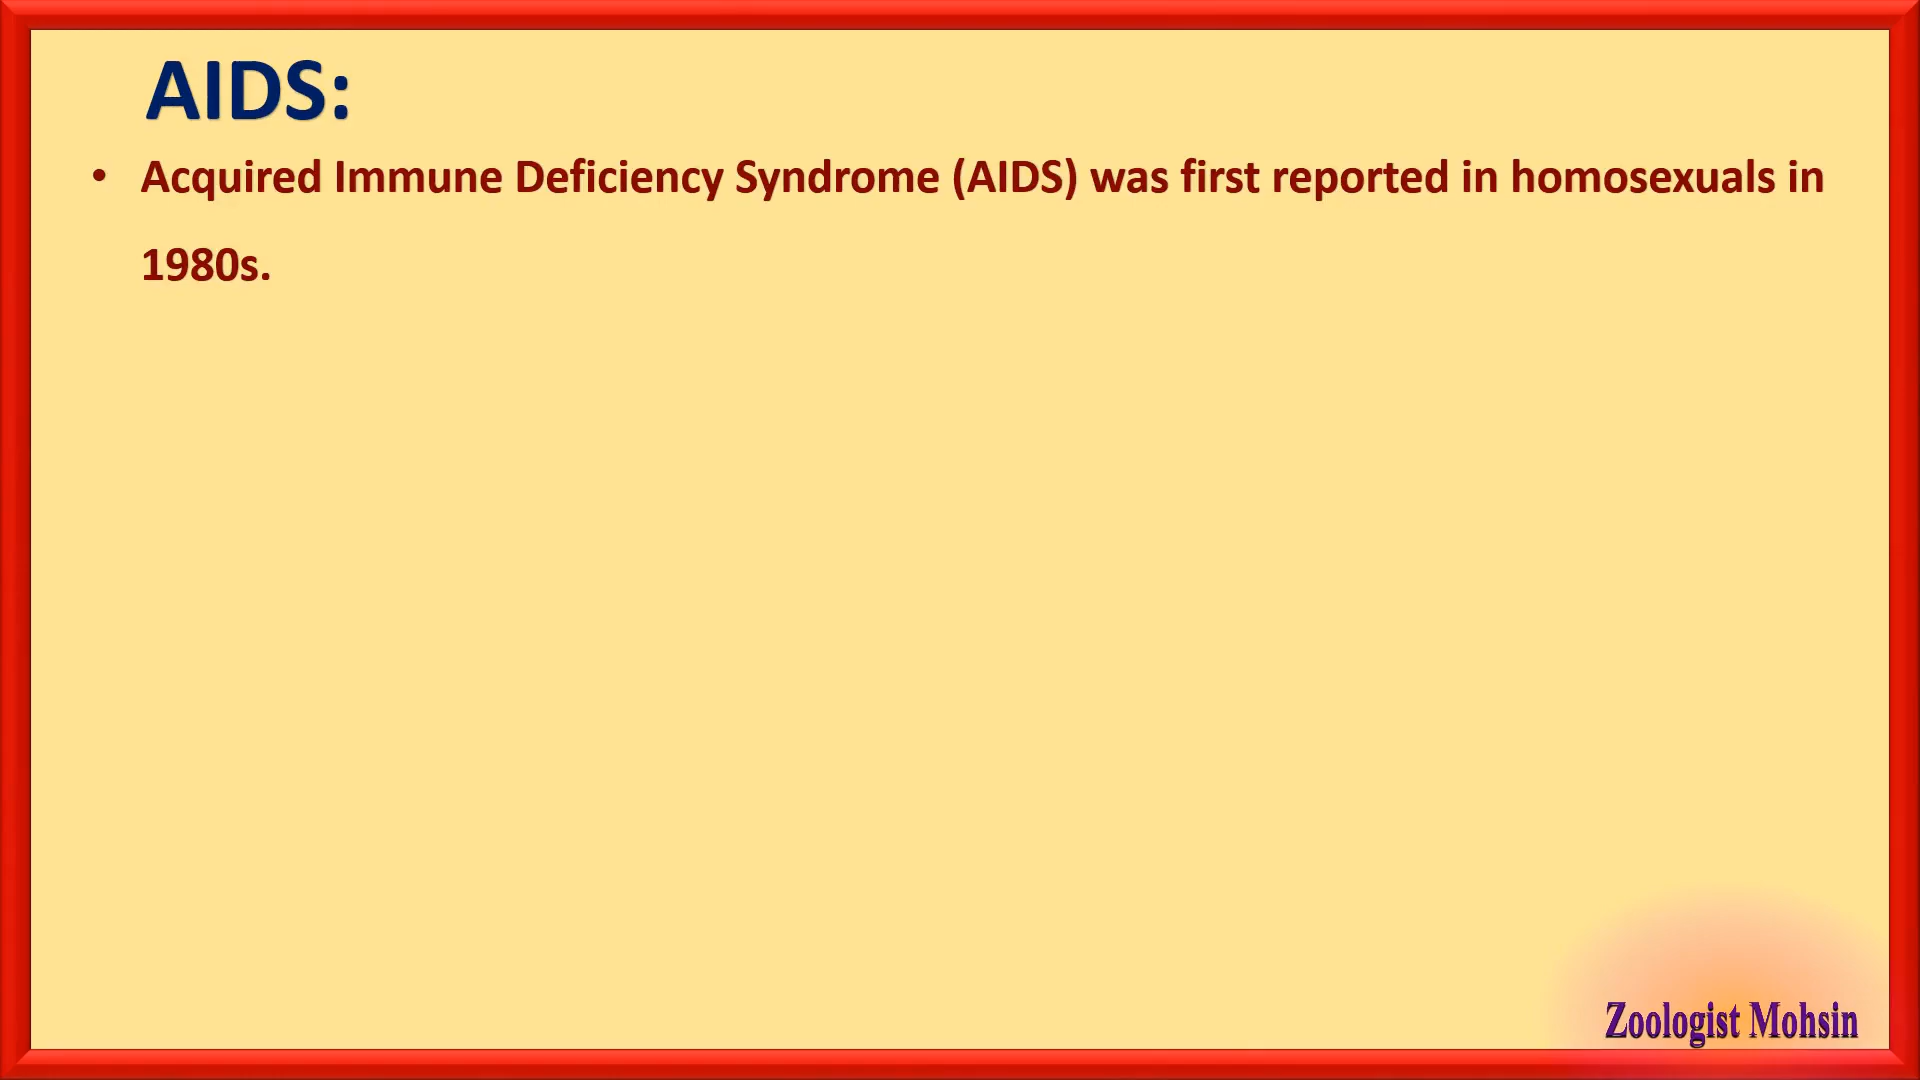 AIDS:
• Acquired Immune Deficiency Syndrome (AIDS) was first reported in homosexuals in
1980s.
Zoologist Mohsin